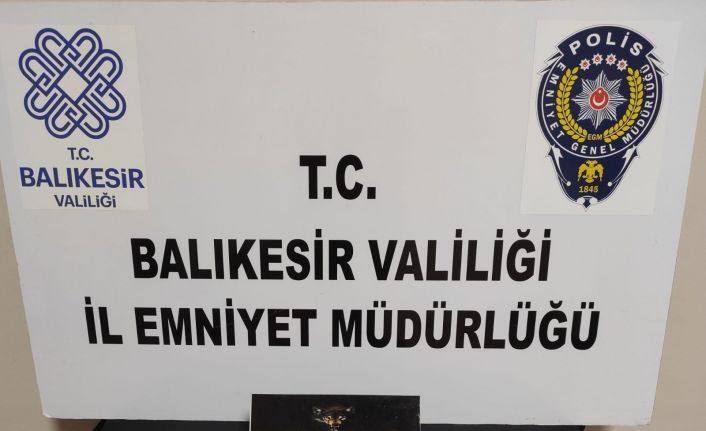 T.C.
BALIKESİR
VALİLİĞİ
POLİS
EMNİYET GENEL MÜDÜRLÜĞÜ
EGM
1845
T.C.
BALIKESİR VALİLİĞİ
İL EMNİYET MÜDÜRLÜĞÜ